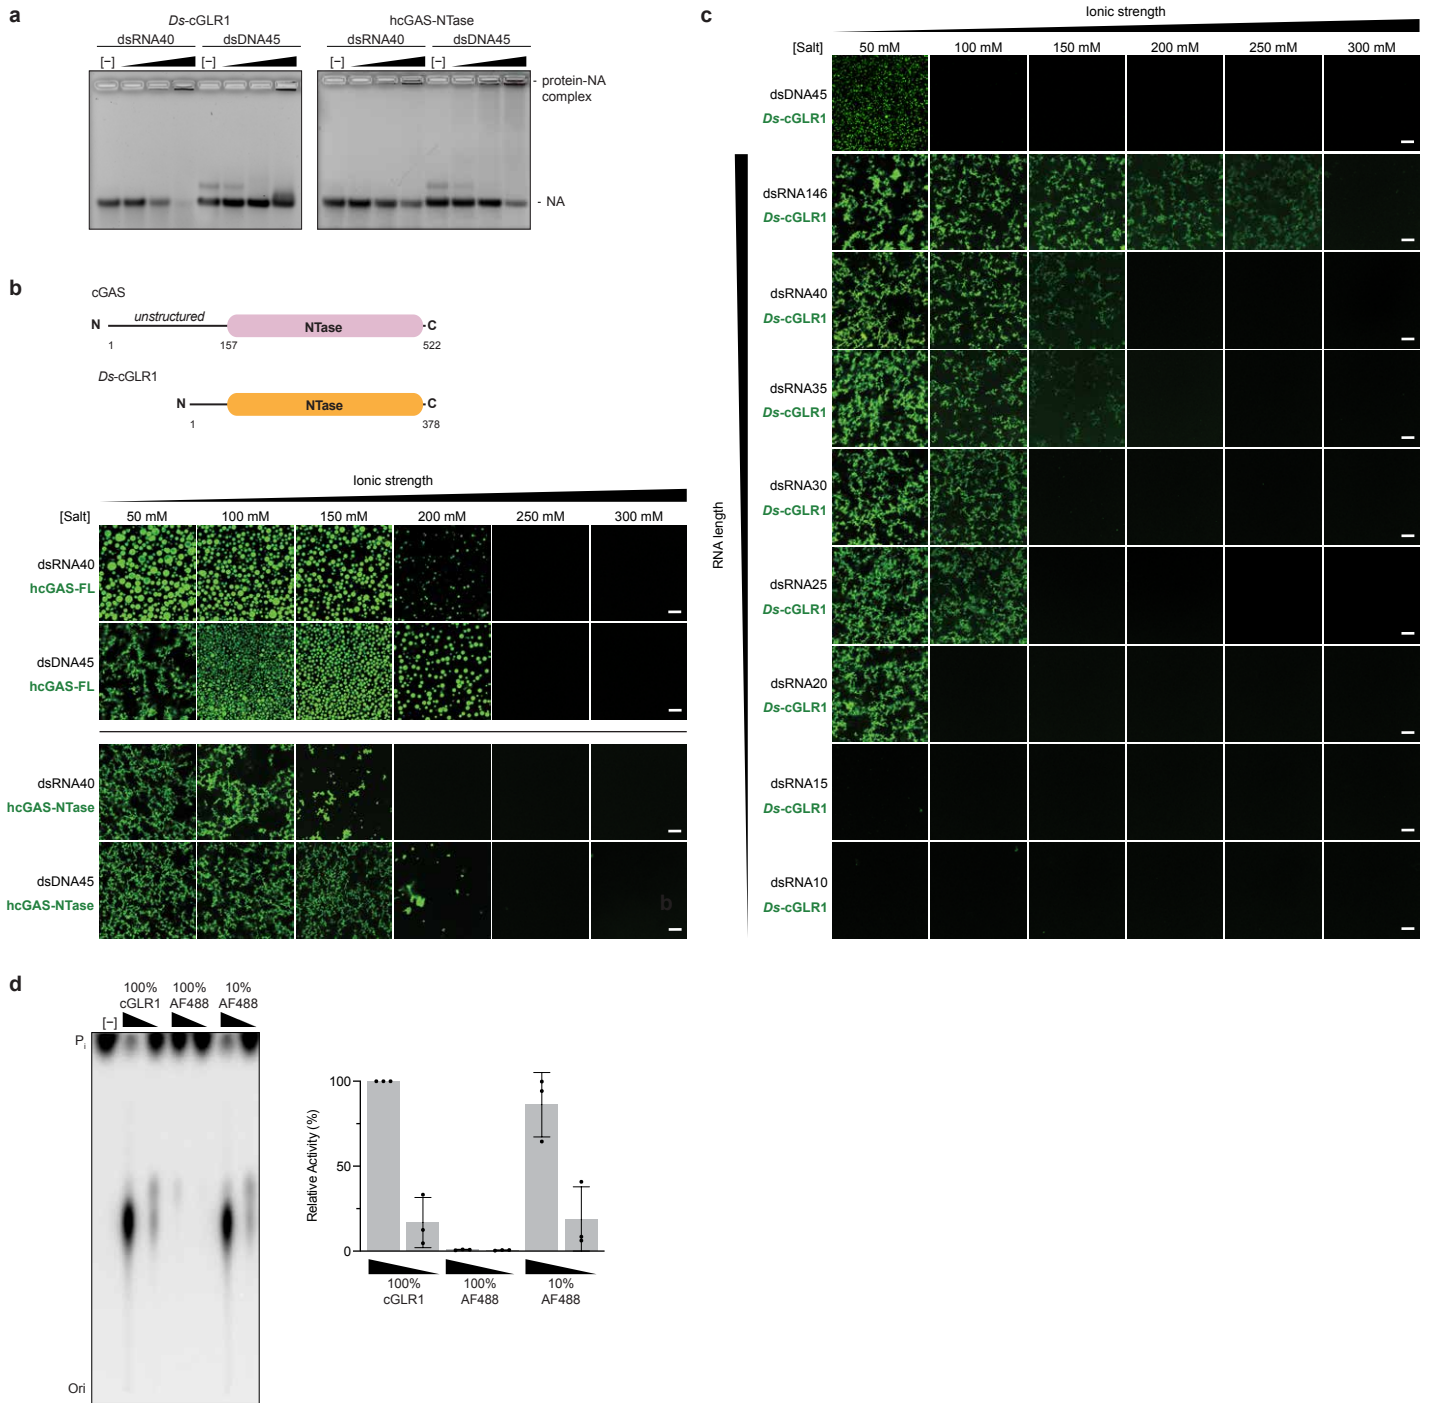 a
Ds-cGLR1
hcGAS-NTase
dsRNA40 dsDNA45
dsRNA40 dsDNA45
[−] [−]
[−] [−]
- protein-NA
complex
- NA
b
cGAS
N unstructured NTase C
1 157 522
Ds-cGLR1
N NTase C
1 378
Ionic strength
[Salt] 50 mM 100 mM 150 mM 200 mM 250 mM 300 mM
dsRNA40
hcGAS-FL
dsDNA45
hcGAS-FL
dsRNA40
hcGAS-NTase
dsDNA45
hcGAS-NTase
b
c
Ionic strength
[Salt] 50 mM 100 mM 150 mM 200 mM 250 mM 300 mM
dsDNA45
Ds-cGLR1
RNA length
dsRNA146
Ds-cGLR1
dsRNA40
Ds-cGLR1
dsRNA35
Ds-cGLR1
dsRNA30
Ds-cGLR1
dsRNA25
Ds-cGLR1
dsRNA20
Ds-cGLR1
dsRNA15
Ds-cGLR1
dsRNA10
Ds-cGLR1
d
100% 100% 10%
cGLR1 AF488 AF488
[−]
Pi
Ori
Relative Activity (%)
100
50
0
100% 100% 10%
cGLR1 AF488 AF488